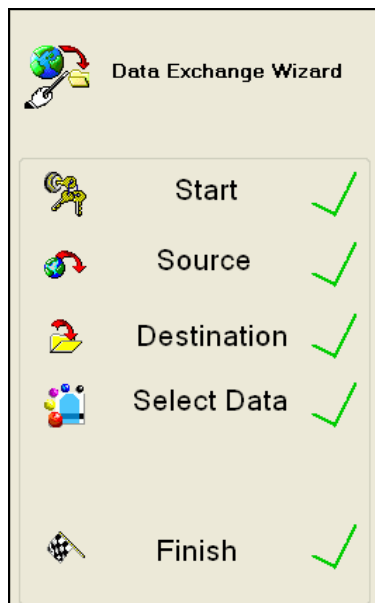 Data Exchange Wizard
Start
Source
Destination
Select Data
Finish